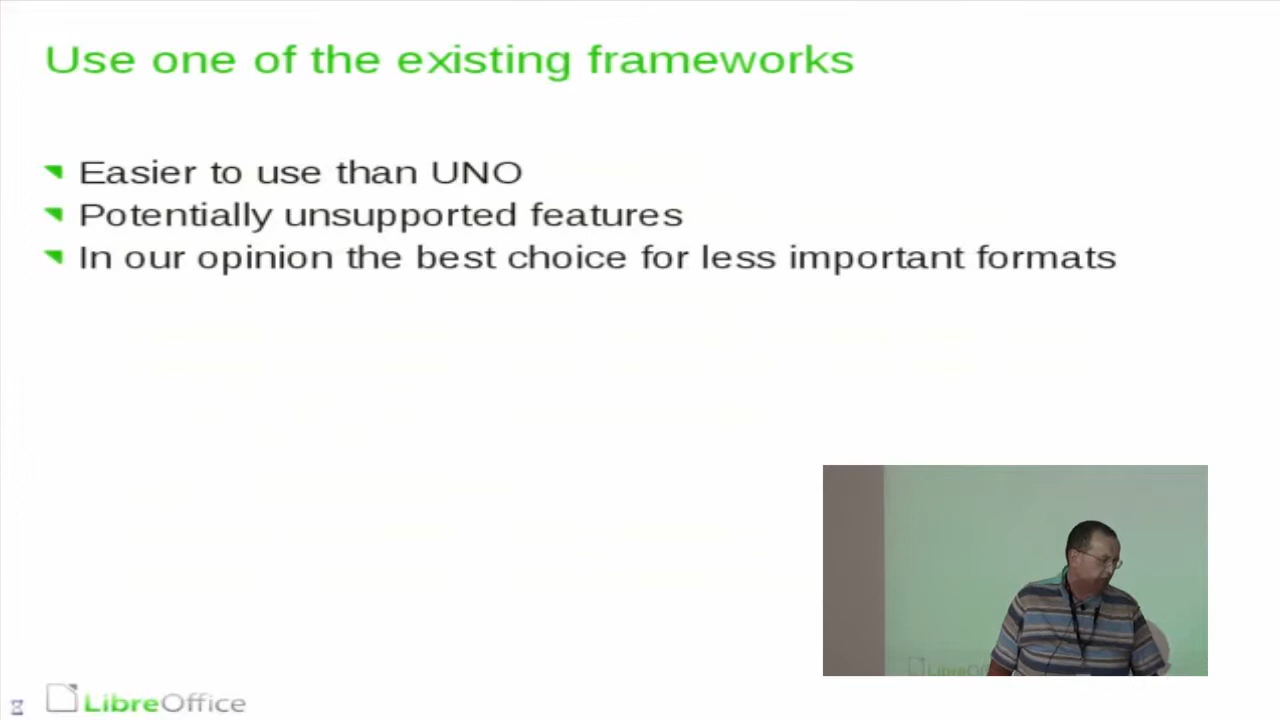 Use one of the existing frameworks
Easier to use than UNO
Potentially unsupported features
In our opinion the best choice for less important formats
LibreOffice
LibreOffi